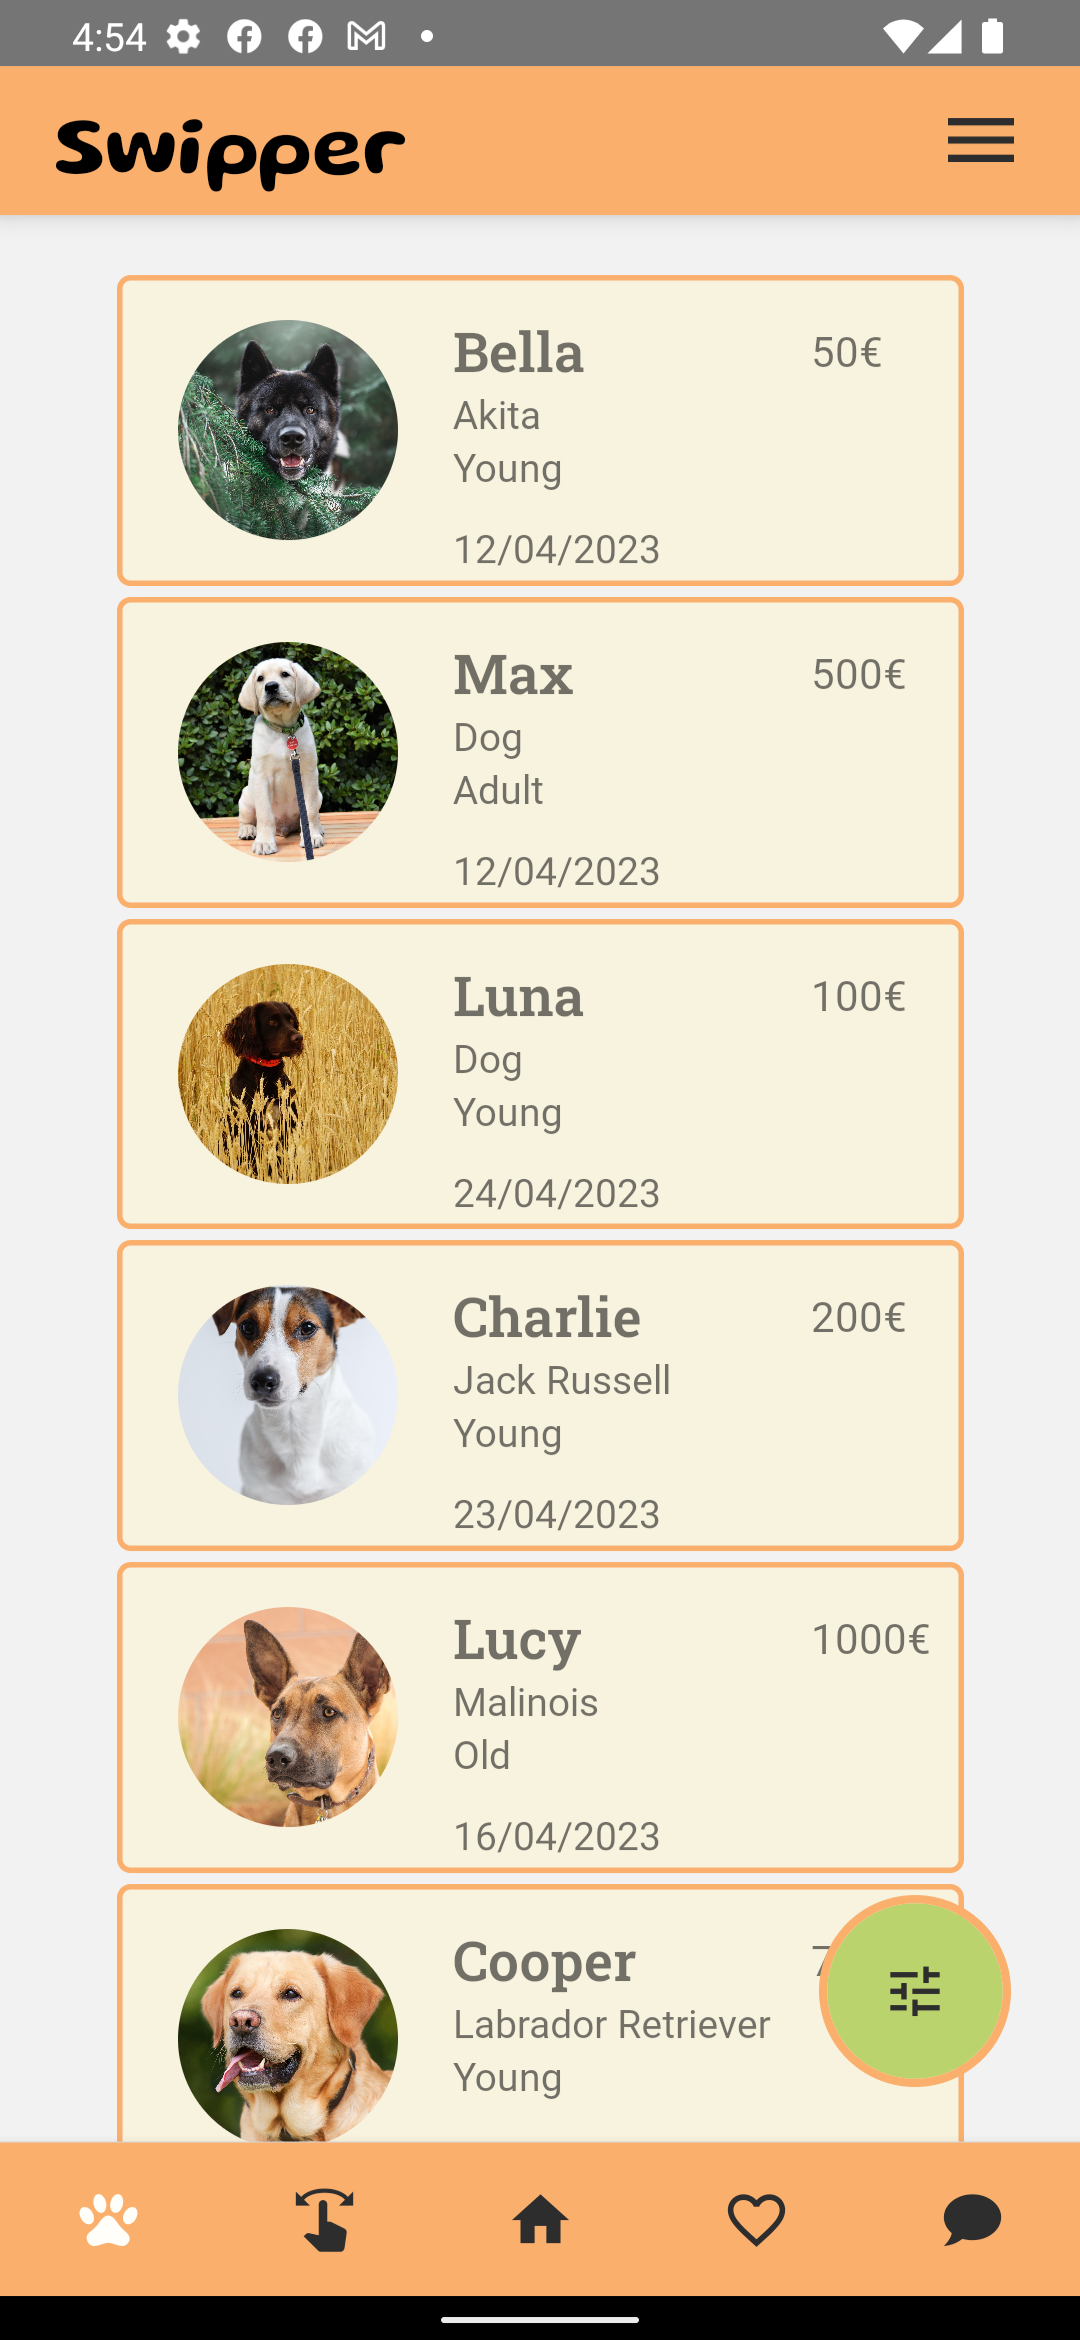 4:54
Swipper
Bella 50€
Akita
Young
12/04/2023
Max 500€
Dog
Adult
12/04/2023
Luna 100€
Dog
Young
24/04/2023
Charlie 200€
Jack Russell
Young
23/04/2023
Lucy 1000€
Malinois
Old
16/04/2023
Cooper
Labrador Retriever
Young